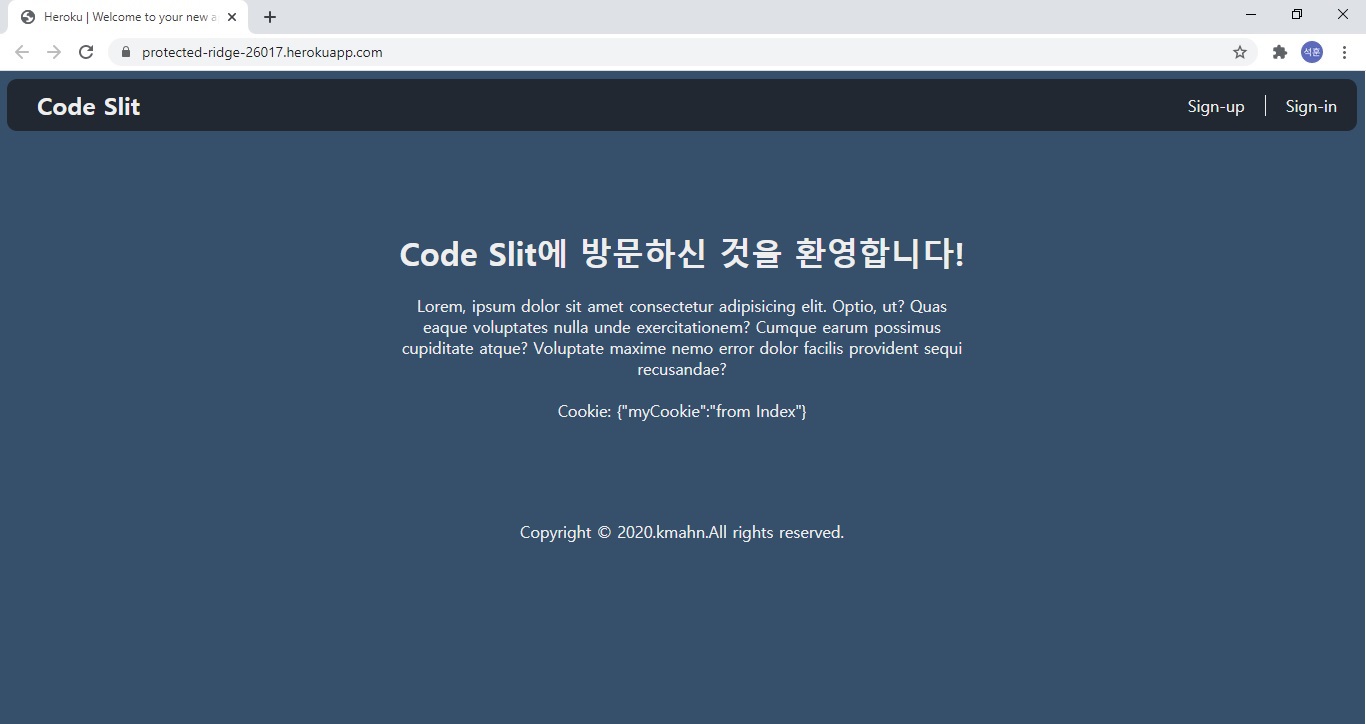 Heroku | Welcome to your new a
protected-ridge-26017.herokuapp.com
석훈
Code Slit
Sign-up
Sign-in
Code Slit에 방문하신 것을 환영합니다!
Lorem, ipsum dolor sit amet consectetur adipisicing elit. Optio, ut? Quas
eaque voluptates nulla unde exercitationem? Cumque earum possimus
cupiditate atque? Voluptate maxime nemo error dolor facilis provident sequi
recusandae?
Cookie: {"myCookie":"from Index"}
Copyright © 2020.kmahn.All rights reserved.